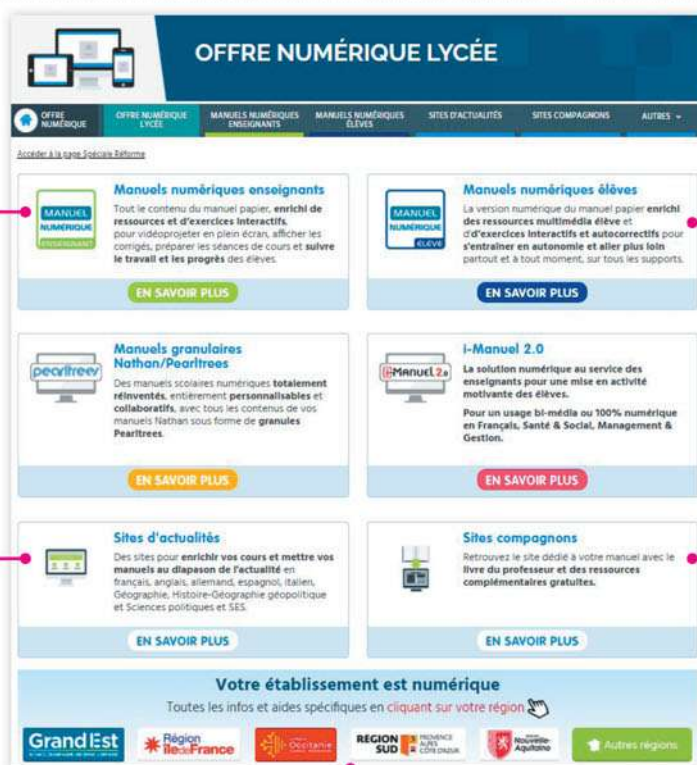 OFFRE NUMÉRIQUE LYCÉE
OFFRE
NUMÉRIQUE
OFFRE NUMÉRIQUE
LYCÉE
MANUELS NUMÉRIQUES
ENSEIGNANTS
MANUELS NUMÉRIQUES
ÉLÈVES
SITES D'ACTUALITÉS
SITES COMPAGNONS
AUTRES
Accéder à la page Spéciale Réforme
MANUEL
NUMÉRIQUE
ENSEIGNANT
Manuels numériques enseignants
Tout le contenu du manuel papier, enrichi de
ressources et d'exercices interactifs,
pour vidéoprojeter en plein écran, afficher les
corrigés, préparer les séances de cours et suivre
le travail et les progrès des élèves.
EN SAVOIR PLUS
MANUEL
NUMÉRIQUE
ÉLÈVE
Manuels numériques élèves
La version numérique du manuel papier enrichi
des ressources multimédia élève et
d'd'exercices interactifs et autocorrectifs pour
s'entraîner en autonomie et aller plus loin
partout et à tout moment, sur tous les supports.
EN SAVOIR PLUS
pearltrees
Manuels granulaires
Nathan/Pearltrees
Des manuels scolaires numériques totalement
réinventés, entièrement personnalisables et
collaboratifs, avec tous les contenus de vos
manuels Nathan sous forme de granules
Pearltrees.
EN SAVOIR PLUS
i-MANUEL 2.0
i-Manuel 2.0
La solution numérique au service des
enseignants pour une mise en activité
motivante des élèves.
Pour un usage bi-média ou 100% numérique
en Français, Santé & Social, Management &
Gestion.
EN SAVOIR PLUS
Sites d'actualités
Des sites pour enrichir vos cours et mettre vos
manuels au diapason de l'actualité en
français, anglais, allemand, espagnol, italien,
Géographie, Histoire-Géographie géopolitique
et Sciences politiques et SES.
EN SAVOIR PLUS
Sites compagnons
Retrouvez le site dédié à votre manuel avec le
livre du professeur et des ressources
complémentaires gratuites.
EN SAVOIR PLUS
Votre établissement est numérique
Toutes les infos et aides spécifiques en cliquant sur votre région
Grand Est
Région
île de France
Occitanie
REGION
SUD
PROVENCE
ALPES
CÔTE D'AZUR
Nouvelle-
Aquitaine
Autres régions